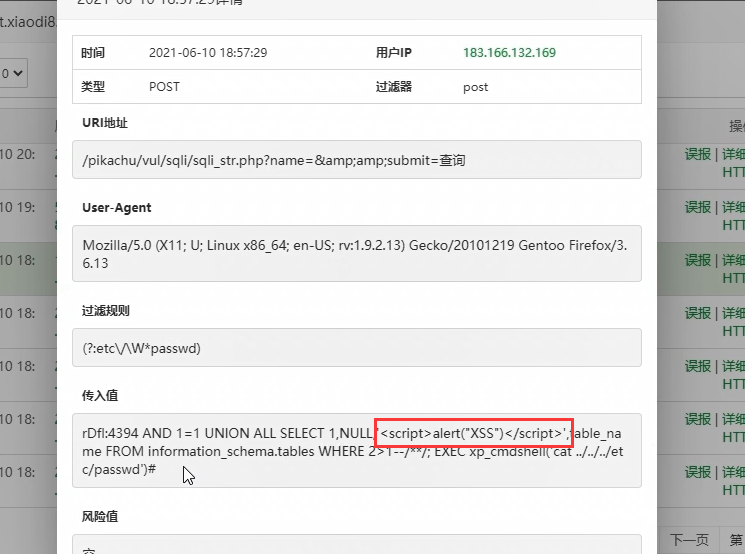 t.xiaodi8.
2021-06-10 18:57:29详情
0
时间 2021-06-10 18:57:29 用户IP 183.166.132.169
类型 POST 过滤器 post
操
URI地址
10 20: 误报 | 详细
/pikachu/vul/sqli/sqli_str.php?name=&amp;amp;submit=查询
HTT
User-Agent
10 19: 误报 | 详细
HTT
Mozilla/5.0 (X11; U; Linux x86_64; en-US; rv:1.9.2.13) Gecko/20101219 Gentoo Firefox/3.
6.13
10 18: 误报 | 详细
HTT
过滤规则
10 18: 误报 | 详细
HTT
(?:etc\/\W*passwd)
10 18: 误报 | 详细
HTT
传入值
10 18: 误报 | 详细
HTT
rDfl:4394 AND 1=1 UNION ALL SELECT 1,NULL,'<script>alert("XSS")</script>',table_na
me FROM information_schema.tables WHERE 2>1--/**/; EXEC xp_cmdshell('cat ../../../et
c/passwd')#
10 18: 误报 | 详细
HTT
风险值
下一页 第
空